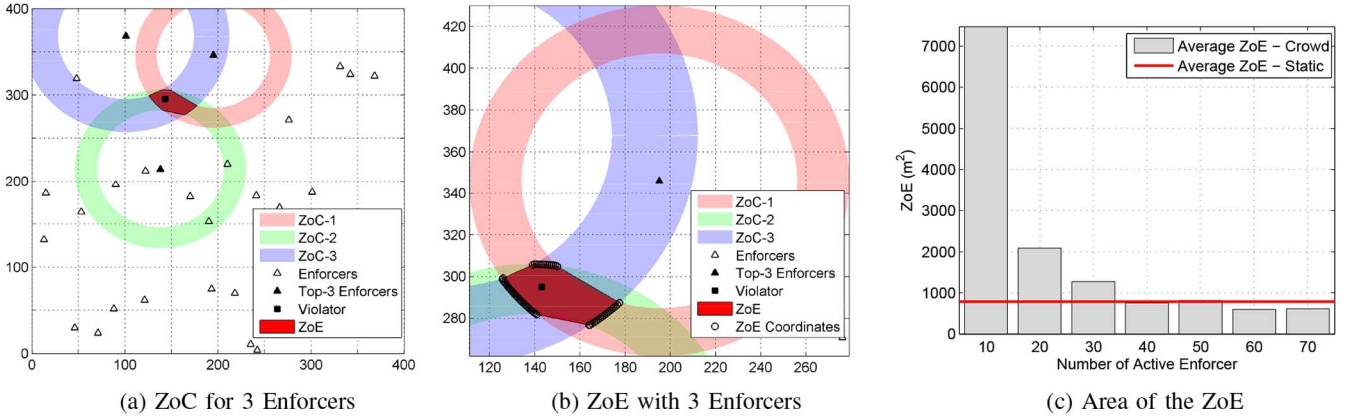 400
300
200
100
0
0
100
200
300
400
ZoC-1
ZoC-2
ZoC-3
Enforcers
Top-3 Enforcers
Violator
ZoE
(a) ZoC for 3 Enforcers
420
400
380
360
340
320
300
280
120
140
160
180
200
220
240
260
ZoC-1
ZoC-2
ZoC-3
Enforcers
Top-3 Enforcers
Violator
ZoE
ZoE Coordinates
(b) ZoE with 3 Enforcers
ZoE (m²)
7000
6000
5000
4000
3000
2000
1000
0
Average ZoE − Crowd
Average ZoE − Static
10
20
30
40
50
60
70
Number of Active Enforcer
(c) Area of the ZoE